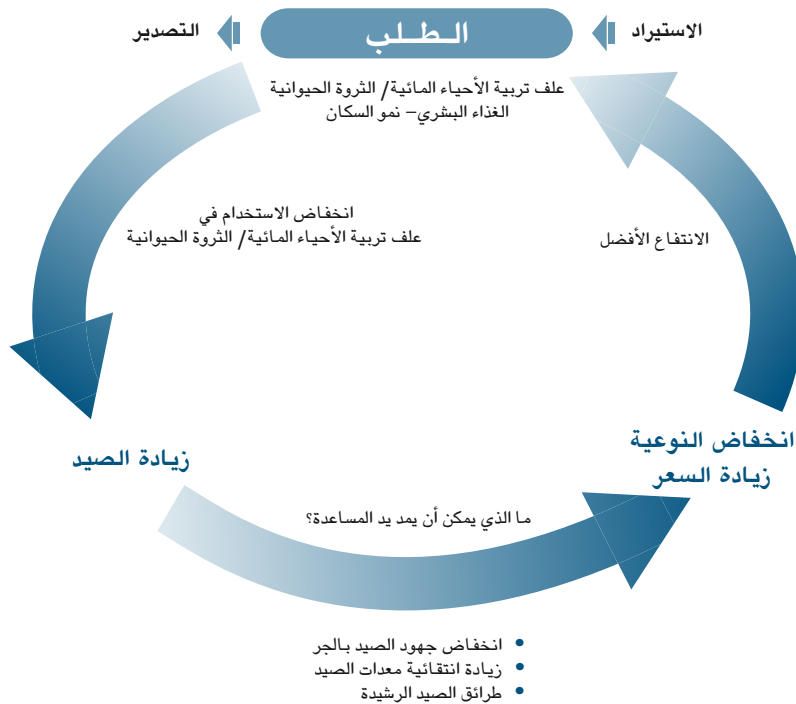 الاستيراد
الـطـلـب
التصدير
علف تربية الأحياء المائية/ الثروة الحيوانية
الغذاء البشري– نمو السكان
انخفاض الاستخدام في
علف تربية الأحياء المائية/ الثروة الحيوانية
الانتفاع الأفضل
انخفاض النوعية
زيادة السعر
زيادة الصيد
ما الذي يمكن أن يمد يد المساعدة؟
• انخفاض جهود الصيد بالجر
• زيادة انتقائية معدات الصيد
• طرائق الصيد الرشيدة